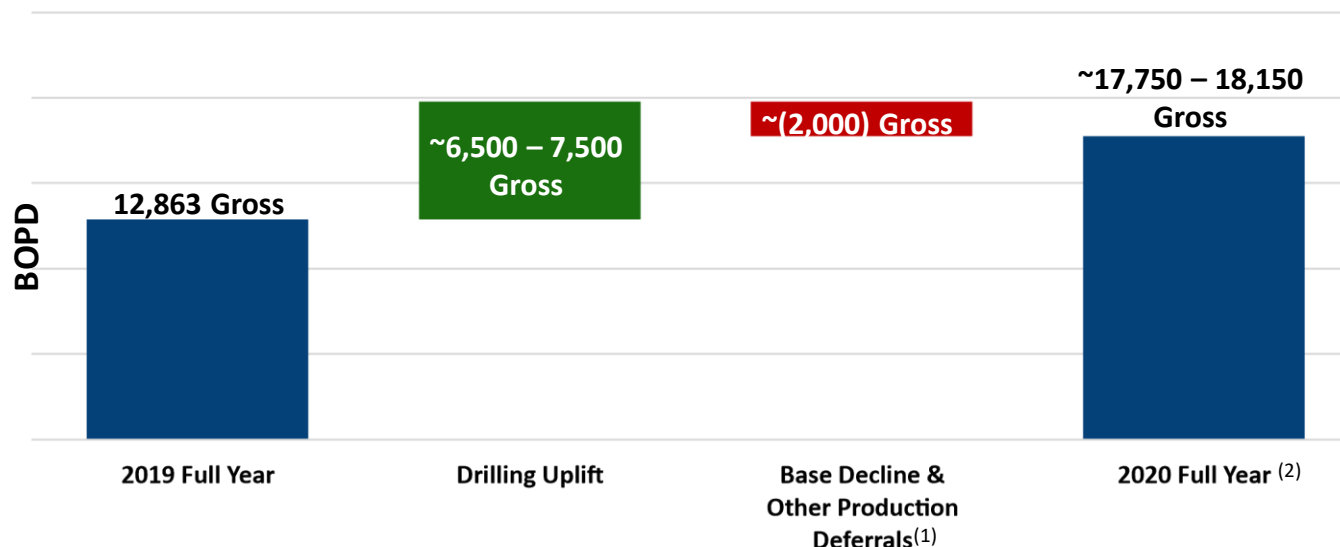 ~17,750 – 18,150
Gross
~(2,000) Gross
~6,500 – 7,500
Gross
12,863 Gross
BOPD
2019 Full Year
Drilling Uplift
Base Decline &
Other Production
Deferrals(1)
2020 Full Year (2)